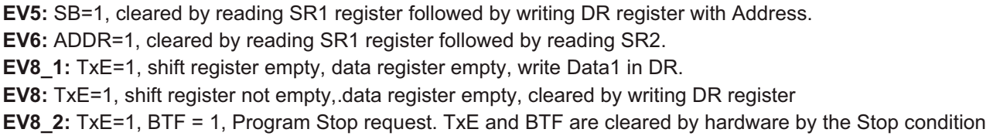 EV5: SB=1, cleared by reading SR1 register followed by writing DR register with Address.
EV6: ADDR=1, cleared by reading SR1 register followed by reading SR2.
EV8_1: TxE=1, shift register empty, data register empty, write Data1 in DR.
EV8: TxE=1, shift register not empty,.data register empty, cleared by writing DR register
EV8_2: TxE=1, BTF = 1, Program Stop request. TxE and BTF are cleared by hardware by the Stop condition